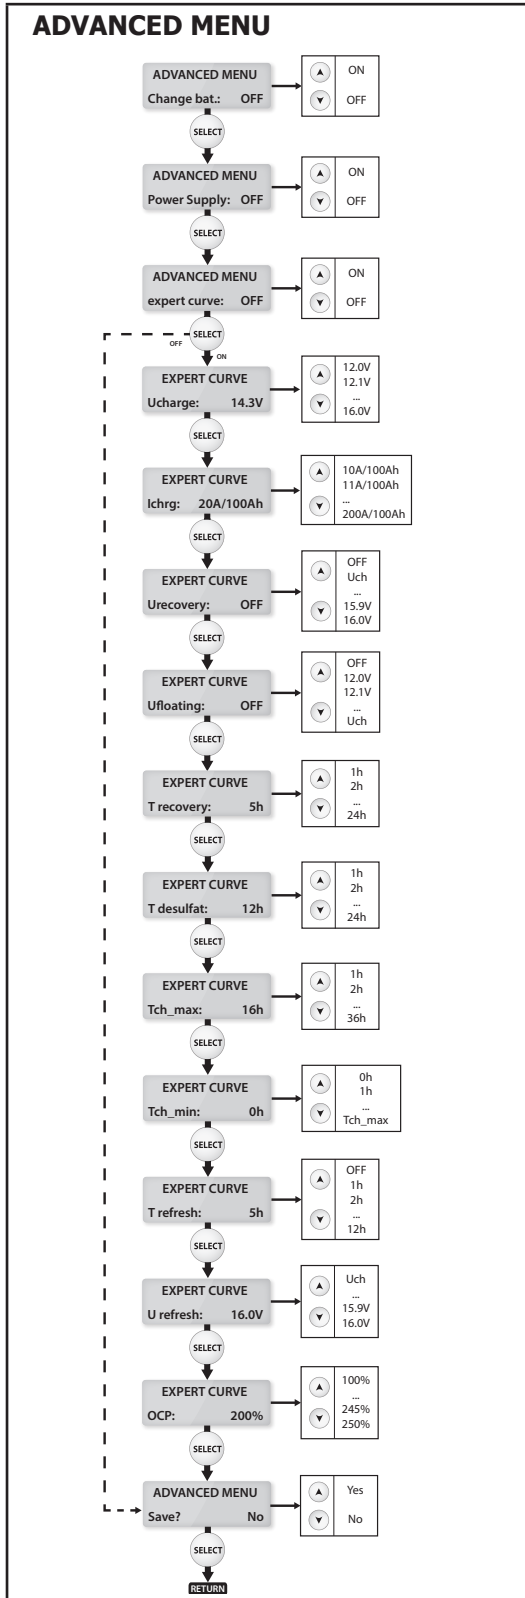 ADVANCED MENU
ADVANCED MENU
Change bat.: OFF
ON
OFF
SELECT
ADVANCED MENU
Power Supply: OFF
ON
OFF
SELECT
ADVANCED MENU
expert curve: OFF
ON
OFF
SELECT
OFF
ON
EXPERT CURVE
Ucharge: 14.3V
12.0V
12.1V
...
16.0V
SELECT
EXPERT CURVE
Ichrg: 20A/100Ah
10A/100Ah
11A/100Ah
...
200A/100Ah
SELECT
EXPERT CURVE
Urecovery: OFF
OFF
Uch
...
15.9V
16.0V
SELECT
EXPERT CURVE
Ufloating: OFF
OFF
12.0V
12.1V
...
Uch
SELECT
EXPERT CURVE
T recovery: 5h
1h
2h
...
24h
SELECT
EXPERT CURVE
T desulfat: 12h
1h
2h
...
24h
SELECT
EXPERT CURVE
Tch_max: 16h
1h
2h
...
36h
SELECT
EXPERT CURVE
Tch_min: 0h
0h
1h
...
Tch_max
SELECT
EXPERT CURVE
T refresh: 5h
OFF
1h
2h
...
12h
SELECT
EXPERT CURVE
U refresh: 16.0V
Uch
...
15.9V
16.0V
SELECT
EXPERT CURVE
OCP: 200%
100%
...
245%
250%
SELECT
ADVANCED MENU
Save? No
Yes
No
SELECT
RETURN